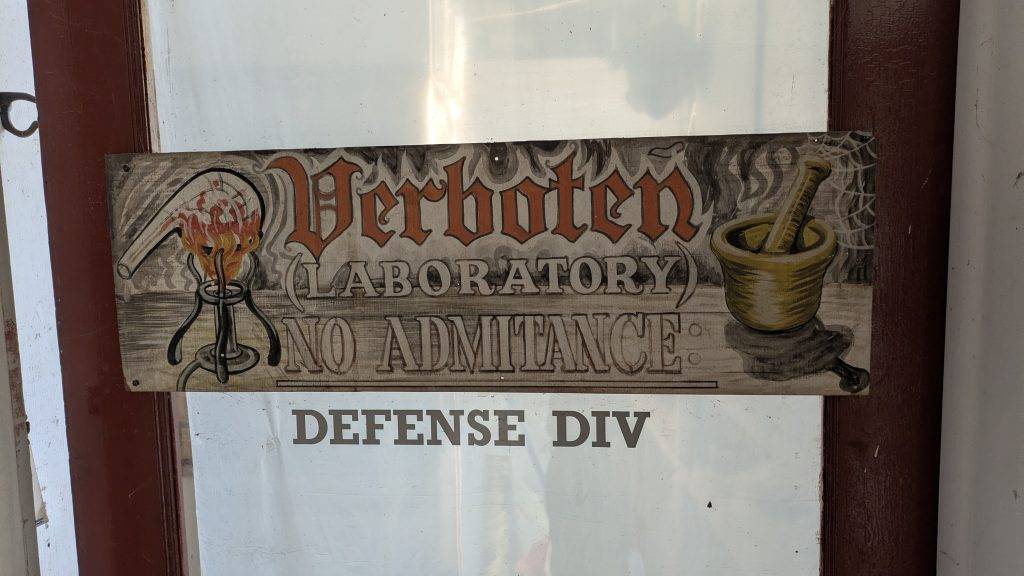 Verboten
(LABORATORY)
NO ADMITANCE:
DEFENSE DIV